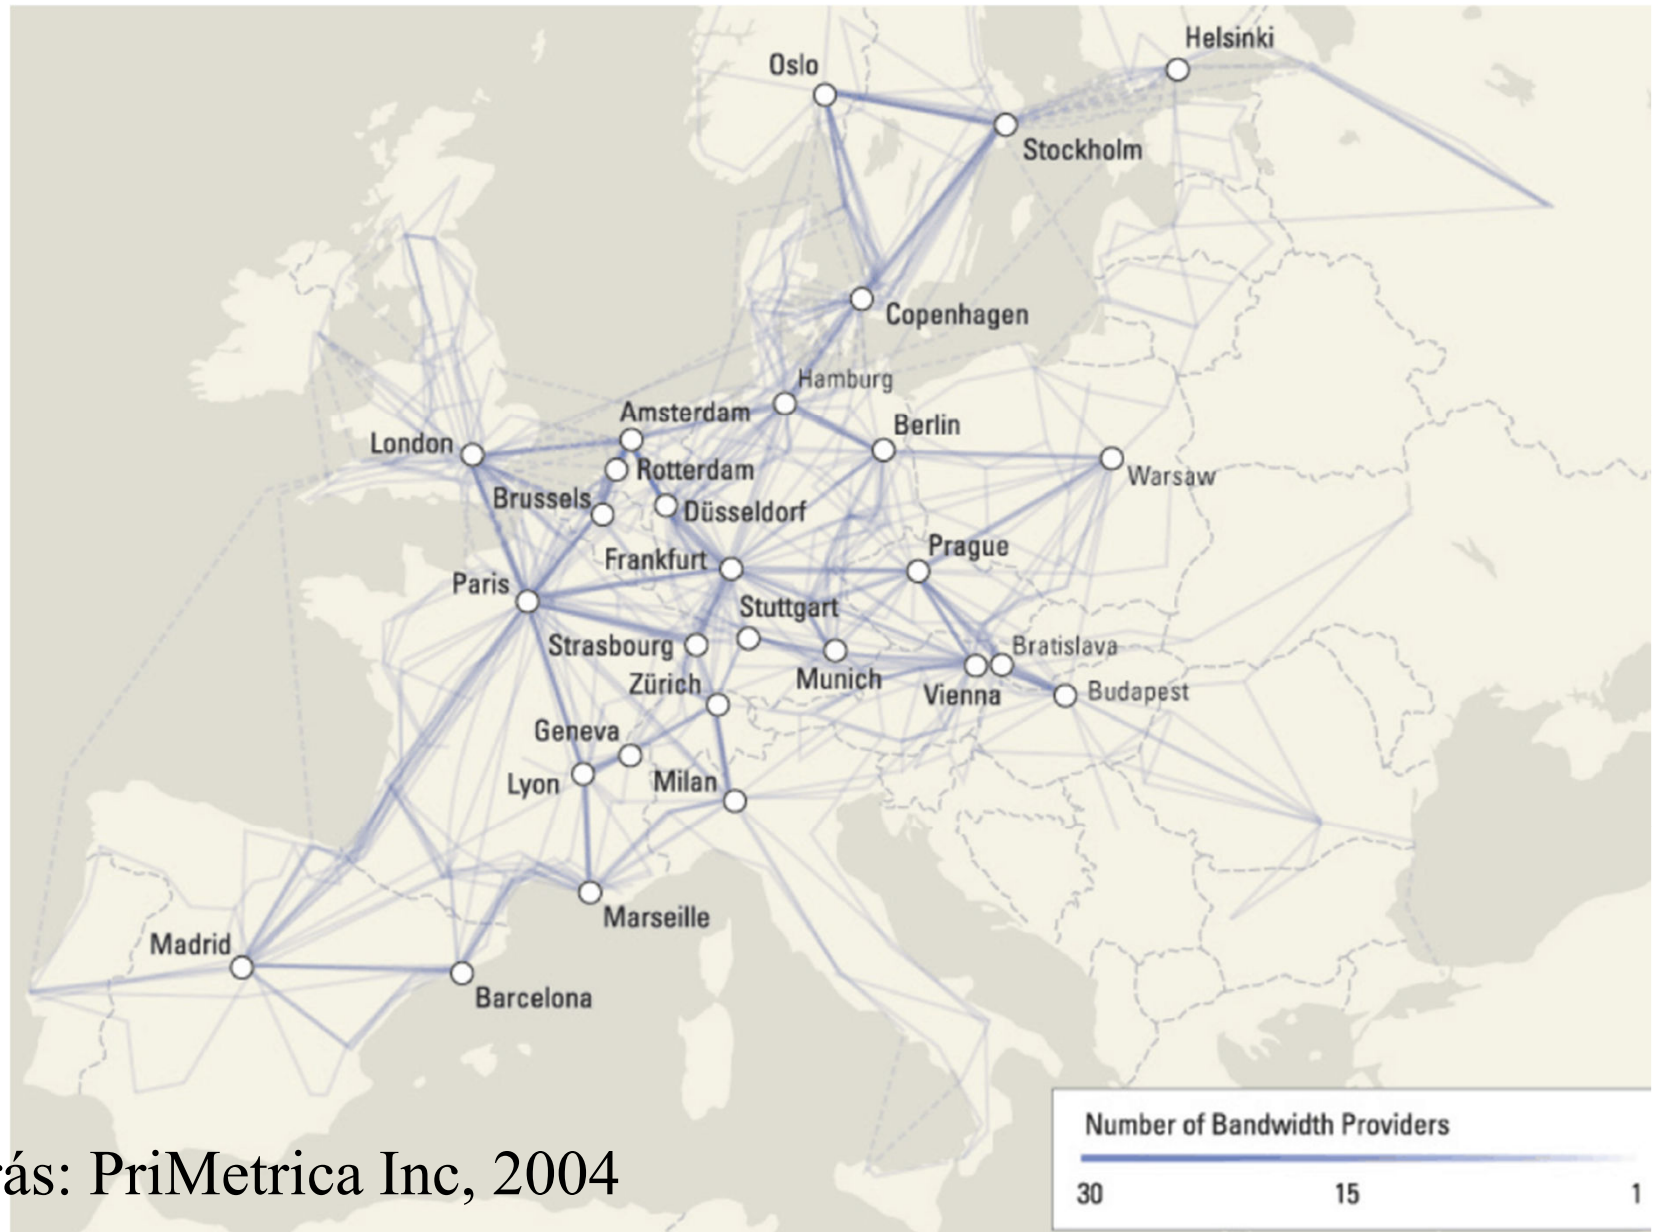 Helsinki
Oslo
Stockholm
Copenhagen
Hamburg
Amsterdam
Berlin
London
Rotterdam
Warsaw
Brussels
Düsseldorf
Prague
Frankfurt
Paris
Stuttgart
Strasbourg
Bratislava
Munich
Zürich
Vienna
Budapest
Geneva
Lyon
Milan
Marseille
Madrid
Barcelona
Number of Bandwidth Providers
30 15 1
ás: PriMetrica Inc, 2004